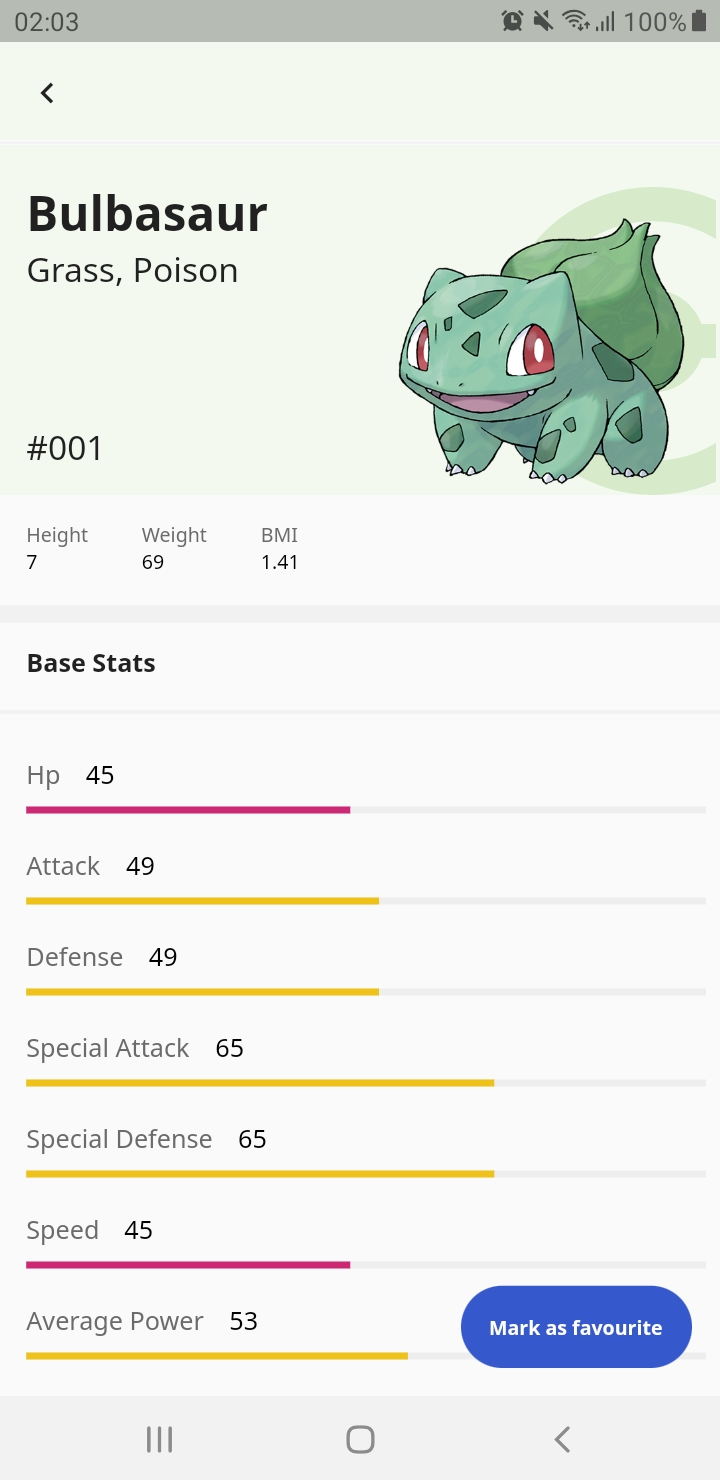 02:03 100%
Bulbasaur
Grass, Poison
#001
Height Weight BMI
7 69 1.41
Base Stats
Hp 45
Attack 49
Defense 49
Special Attack 65
Special Defense 65
Speed 45
Average Power 53
Mark as favourite